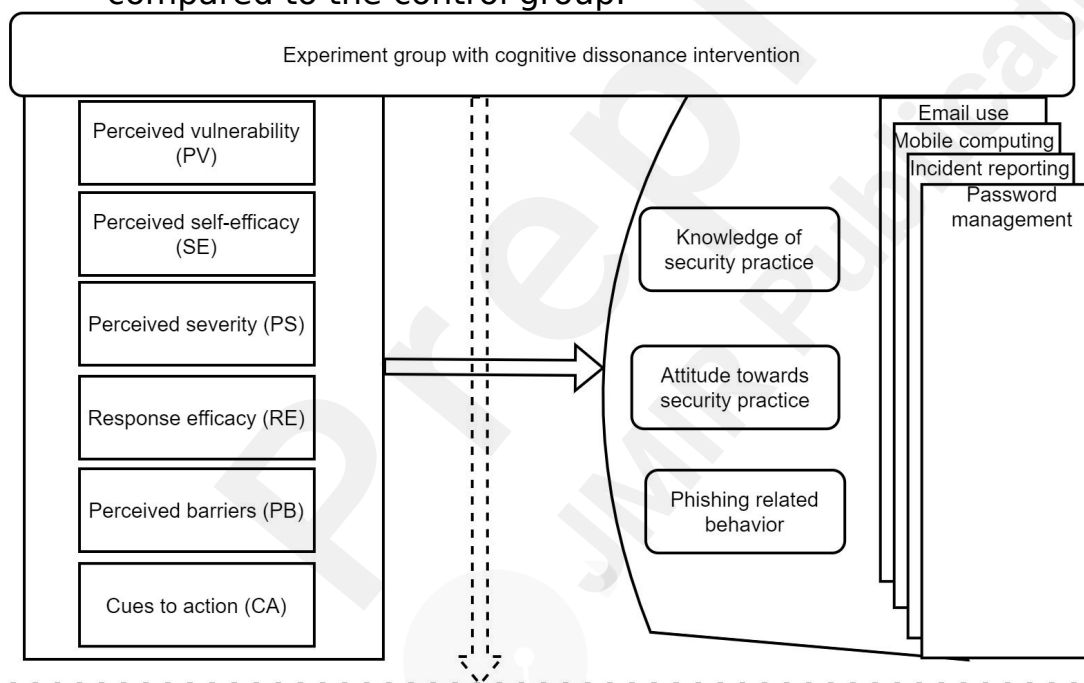 compared to the control group.
Experiment group with cognitive dissonance intervention
Perceived vulnerability
(PV)
Perceived self-efficacy
(SE)
Perceived severity (PS)
Response efficacy (RE)
Perceived barriers (PB)
Cues to action (CA)
Knowledge of
security practice
Attitude towards
security practice
Phishing related
behavior
Email use
Mobile computing
Incident reporting
Password
management